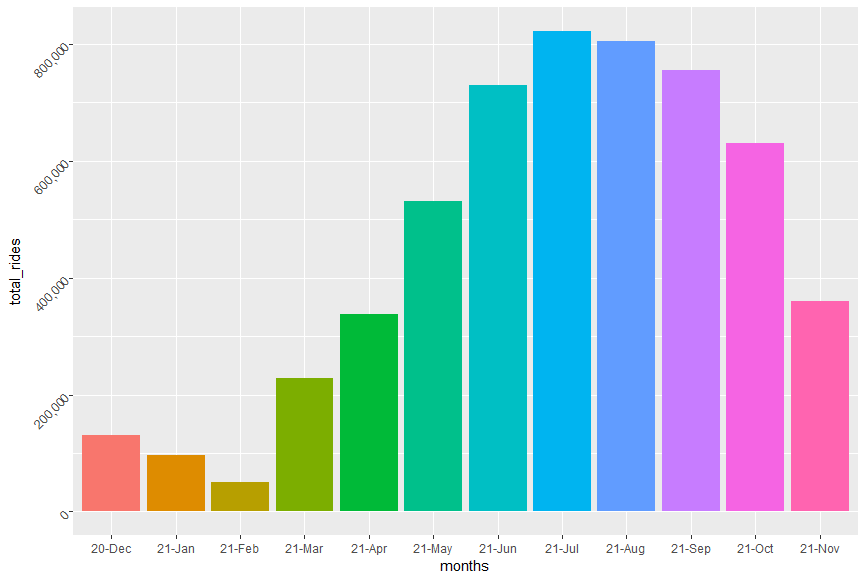 total_rides
800,000
600,000
400,000
200,000
0
20-Dec 21-Jan 21-Feb 21-Mar 21-Apr 21-May 21-Jun 21-Jul 21-Aug 21-Sep 21-Oct 21-Nov
months